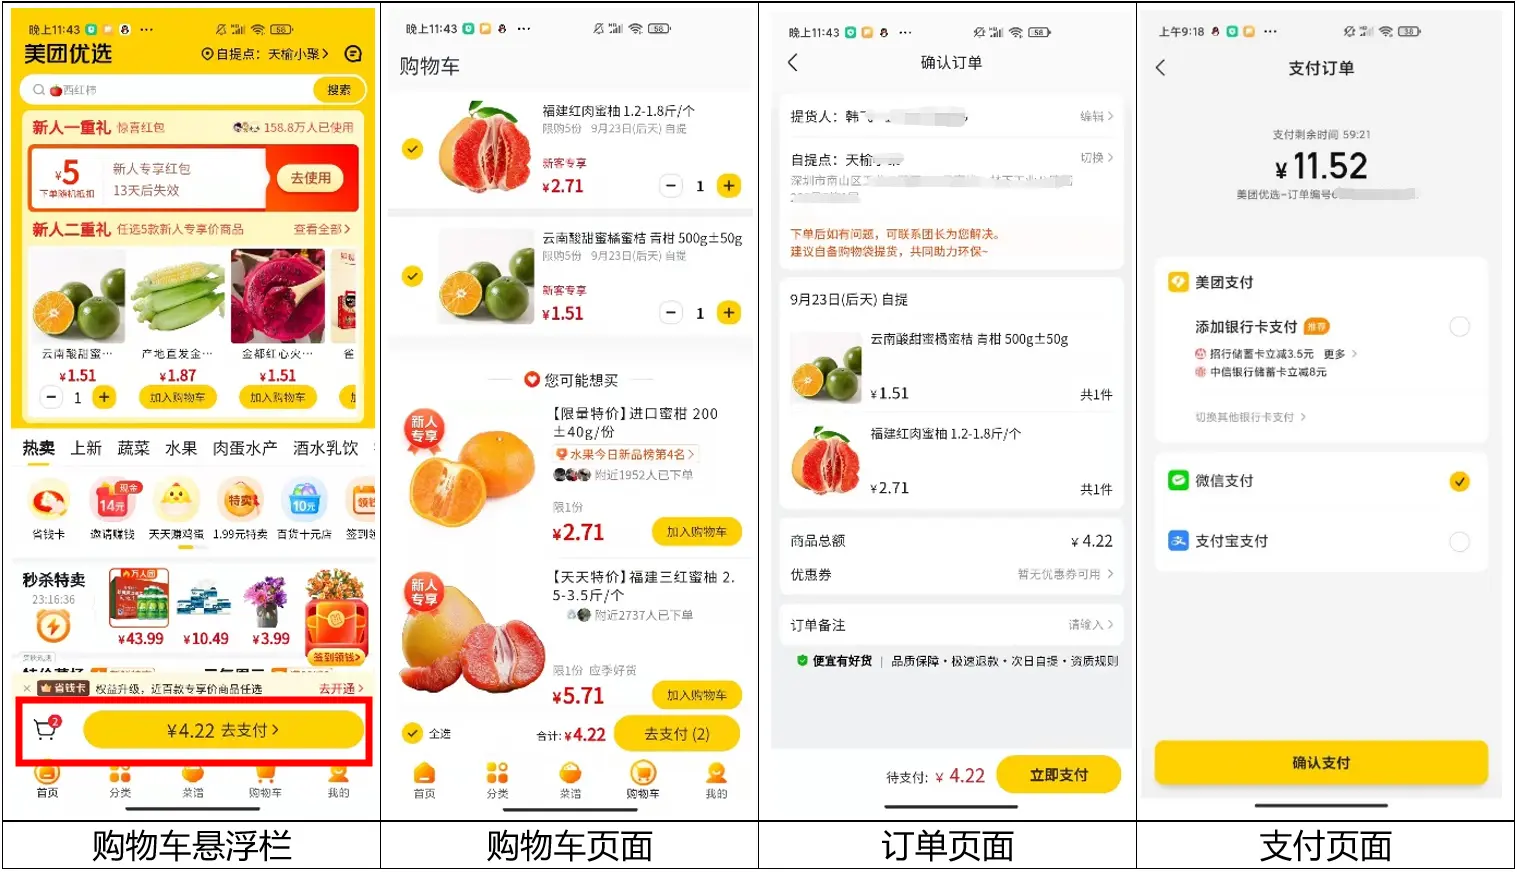 晚上11:43
58
美团优选
自提点：天榆小聚>
西红柿
搜索
新人一重礼 惊喜红包
158.8万人已使用
¥5
下单随机抵扣
新人专享红包
13天后失效
去使用
新人二重礼 任选5款新人专享价商品
查看全部>
云南酸甜蜜…
产地直发金…
金都红心火…
雀
¥1.51
¥1.87
¥1.51
1
加入购物车
加入购物车
热卖 上新 蔬菜 水果 肉蛋水产 酒水乳饮
现金
14元
特卖
10元
领钱
省钱卡
邀请赚钱
天天赚鸡蛋
1.99元特卖
百货十元店
签到领
秒杀特卖
23:16:36
万人团
¥43.99
¥10.49
¥3.99
签到领钱>
× 省钱卡 权益升级，近百款专享价商品任选 去开通>
2
¥4.22 去支付>
首页 分类 菜谱 购物车 我的
购物车悬浮栏
晚上11:43
58
购物车
福建红肉蜜柚 1.2-1.8斤/个
限购5份 9月23日(后天) 自提
新客专享
¥2.71
1
云南酸甜蜜橘蜜桔 青柑 500g±50g
限购5份 9月23日(后天) 自提
新客专享
¥1.51
1
您可能想买
新人
专享
【限量特价】进口蜜柑 200
±40g/份
水果今日新品榜第4名>
附近1952人已下单
限1份
¥2.71
加入购物车
新人
专享
【天天特价】福建三红蜜柚 2.
5-3.5斤/个
附近2737人已下单
限1份 应季好货
¥5.71
加入购物车
全选
合计:¥4.22
去支付 (2)
首页 分类 菜谱 购物车 我的
购物车页面
晚上11:43
58
确认订单
提货人：韩
编辑>
自提点：天榆小
切换>
深圳市南山区
下单后如有问题，可联系团长为您解决。
建议自备购物袋提货，共同助力环保~
9月23日(后天) 自提
云南酸甜蜜橘蜜桔 青柑 500g±50g
¥1.51
共1件
福建红肉蜜柚 1.2-1.8斤/个
¥2.71
共1件
商品总额
¥4.22
优惠券
暂无优惠券可用>
订单备注
请输入>
便宜有好货 | 品质保障・极速退款・次日自提・资质规则
待支付: ¥4.22
立即支付
订单页面
上午9:18
38
支付订单
支付剩余时间 59:21
¥11.52
美团优选-订单编号
美团支付
添加银行卡支付 推荐
招行储蓄卡立减3.5元 更多>
中信银行储蓄卡立减8元
切换其他银行卡支付>
微信支付
支付宝支付
确认支付
支付页面